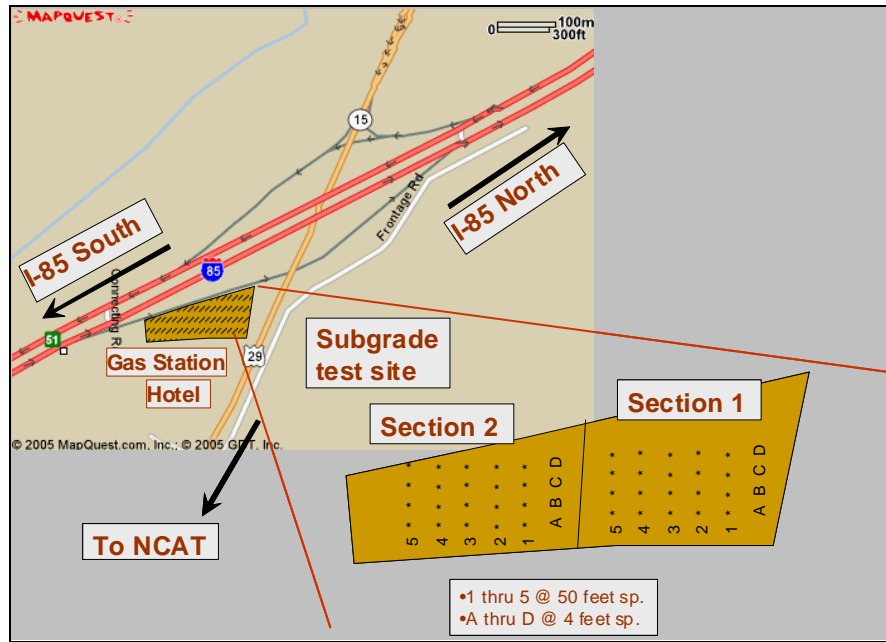 MAPQUEST
0 100m
300ft
15
I-85 North
Frontage Rd
I-85 South
85
Connecting R
51
29
Gas Station
Hotel
Subgrade
test site
© 2005 MapQuest.com, Inc.; © 2005 GDT, Inc.
To NCAT
Section 2
Section 1
A B C D
5 4 3 2 1
A B C D
5 4 3 2 1
•1 thru 5 @ 50 feet sp.
•A thru D @ 4 feet sp.